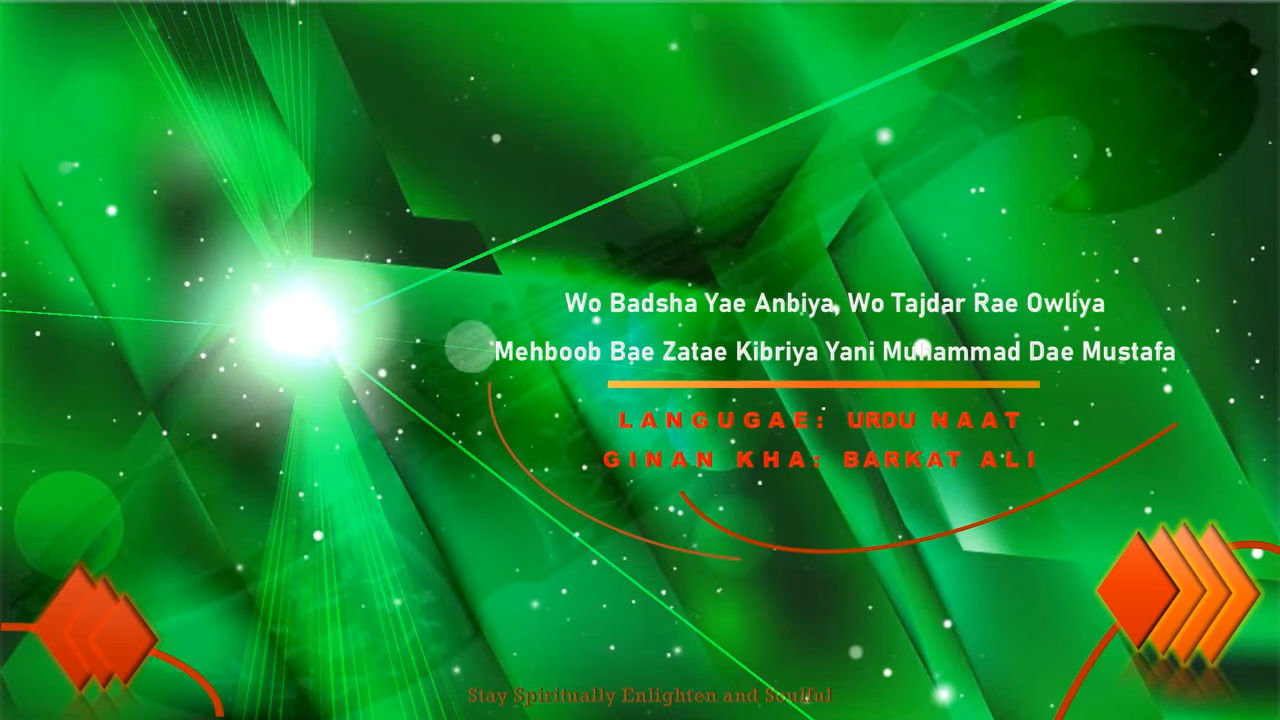 Wo Badsha Yae Anbiya, Wo Tajdar Rae Owliya
Mehboob Bae Zatae Kibriya Yani Muhammad Dae Mustafa
LANGUGAE: URDU NAAT
GINAN KHA: BARKAT ALI
Stay Spiritually Enlighten and Soulful